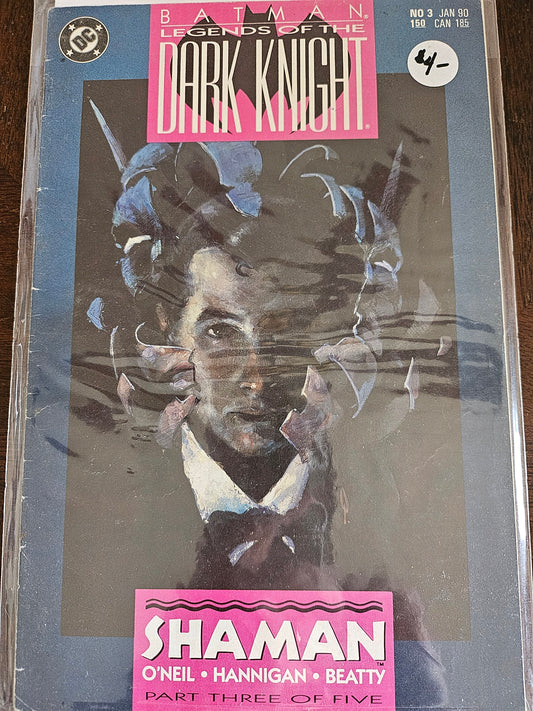 DC
BATMAN®
LEGENDS OF THE
DARK KNIGHT®
NO 3 JAN 90
150 CAN 185
$4/-
SHAMAN™
O'NEIL • HANNIGAN • BEATTY
PART THREE OF FIVE